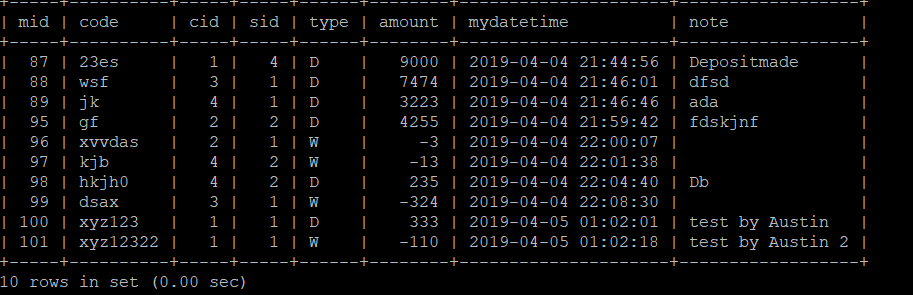 +-----+----------+-----+-----+------+--------+---------------------+------------------+
| mid | code     | cid | sid | type | amount | mydatetime          | note             |
+-----+----------+-----+-----+------+--------+---------------------+------------------+
|  87 | 23es     |   1 |   4 | D    |   9000 | 2019-04-04 21:44:56 | Depositmade      |
|  88 | wsf      |   3 |   1 | D    |   7474 | 2019-04-04 21:46:01 | dfsd             |
|  89 | jk       |   4 |   1 | D    |   3223 | 2019-04-04 21:46:46 | ada              |
|  95 | gf       |   2 |   2 | D    |   4255 | 2019-04-04 21:59:42 | fdskjnf          |
|  96 | xvvdas   |   2 |   1 | W    |     -3 | 2019-04-04 22:00:07 |                  |
|  97 | kjb      |   4 |   2 | W    |    -13 | 2019-04-04 22:01:38 |                  |
|  98 | hkjh0    |   4 |   2 | D    |    235 | 2019-04-04 22:04:40 | Db               |
|  99 | dsax     |   3 |   1 | W    |   -324 | 2019-04-04 22:08:30 |                  |
| 100 | xyz123   |   1 |   1 | D    |    333 | 2019-04-05 01:02:01 | test by Austin   |
| 101 | xyz12322 |   1 |   1 | W    |   -110 | 2019-04-05 01:02:18 | test by Austin 2 |
+-----+----------+-----+-----+------+--------+---------------------+------------------+
10 rows in set (0.00 sec)